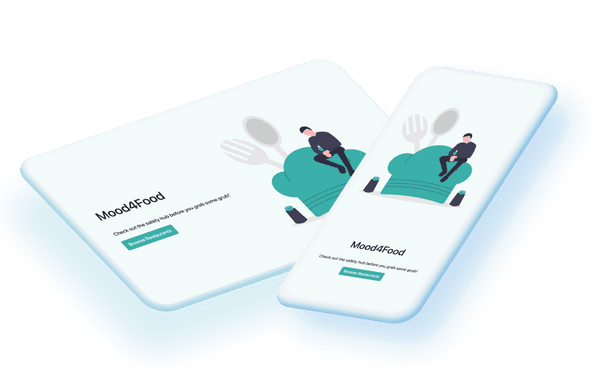 Mood4Food
Check out the safety hub before you grab some grub!
Browse Restaurants
Mood4Food
Check out the safety hub before you grab some grub!
Browse Restaurants